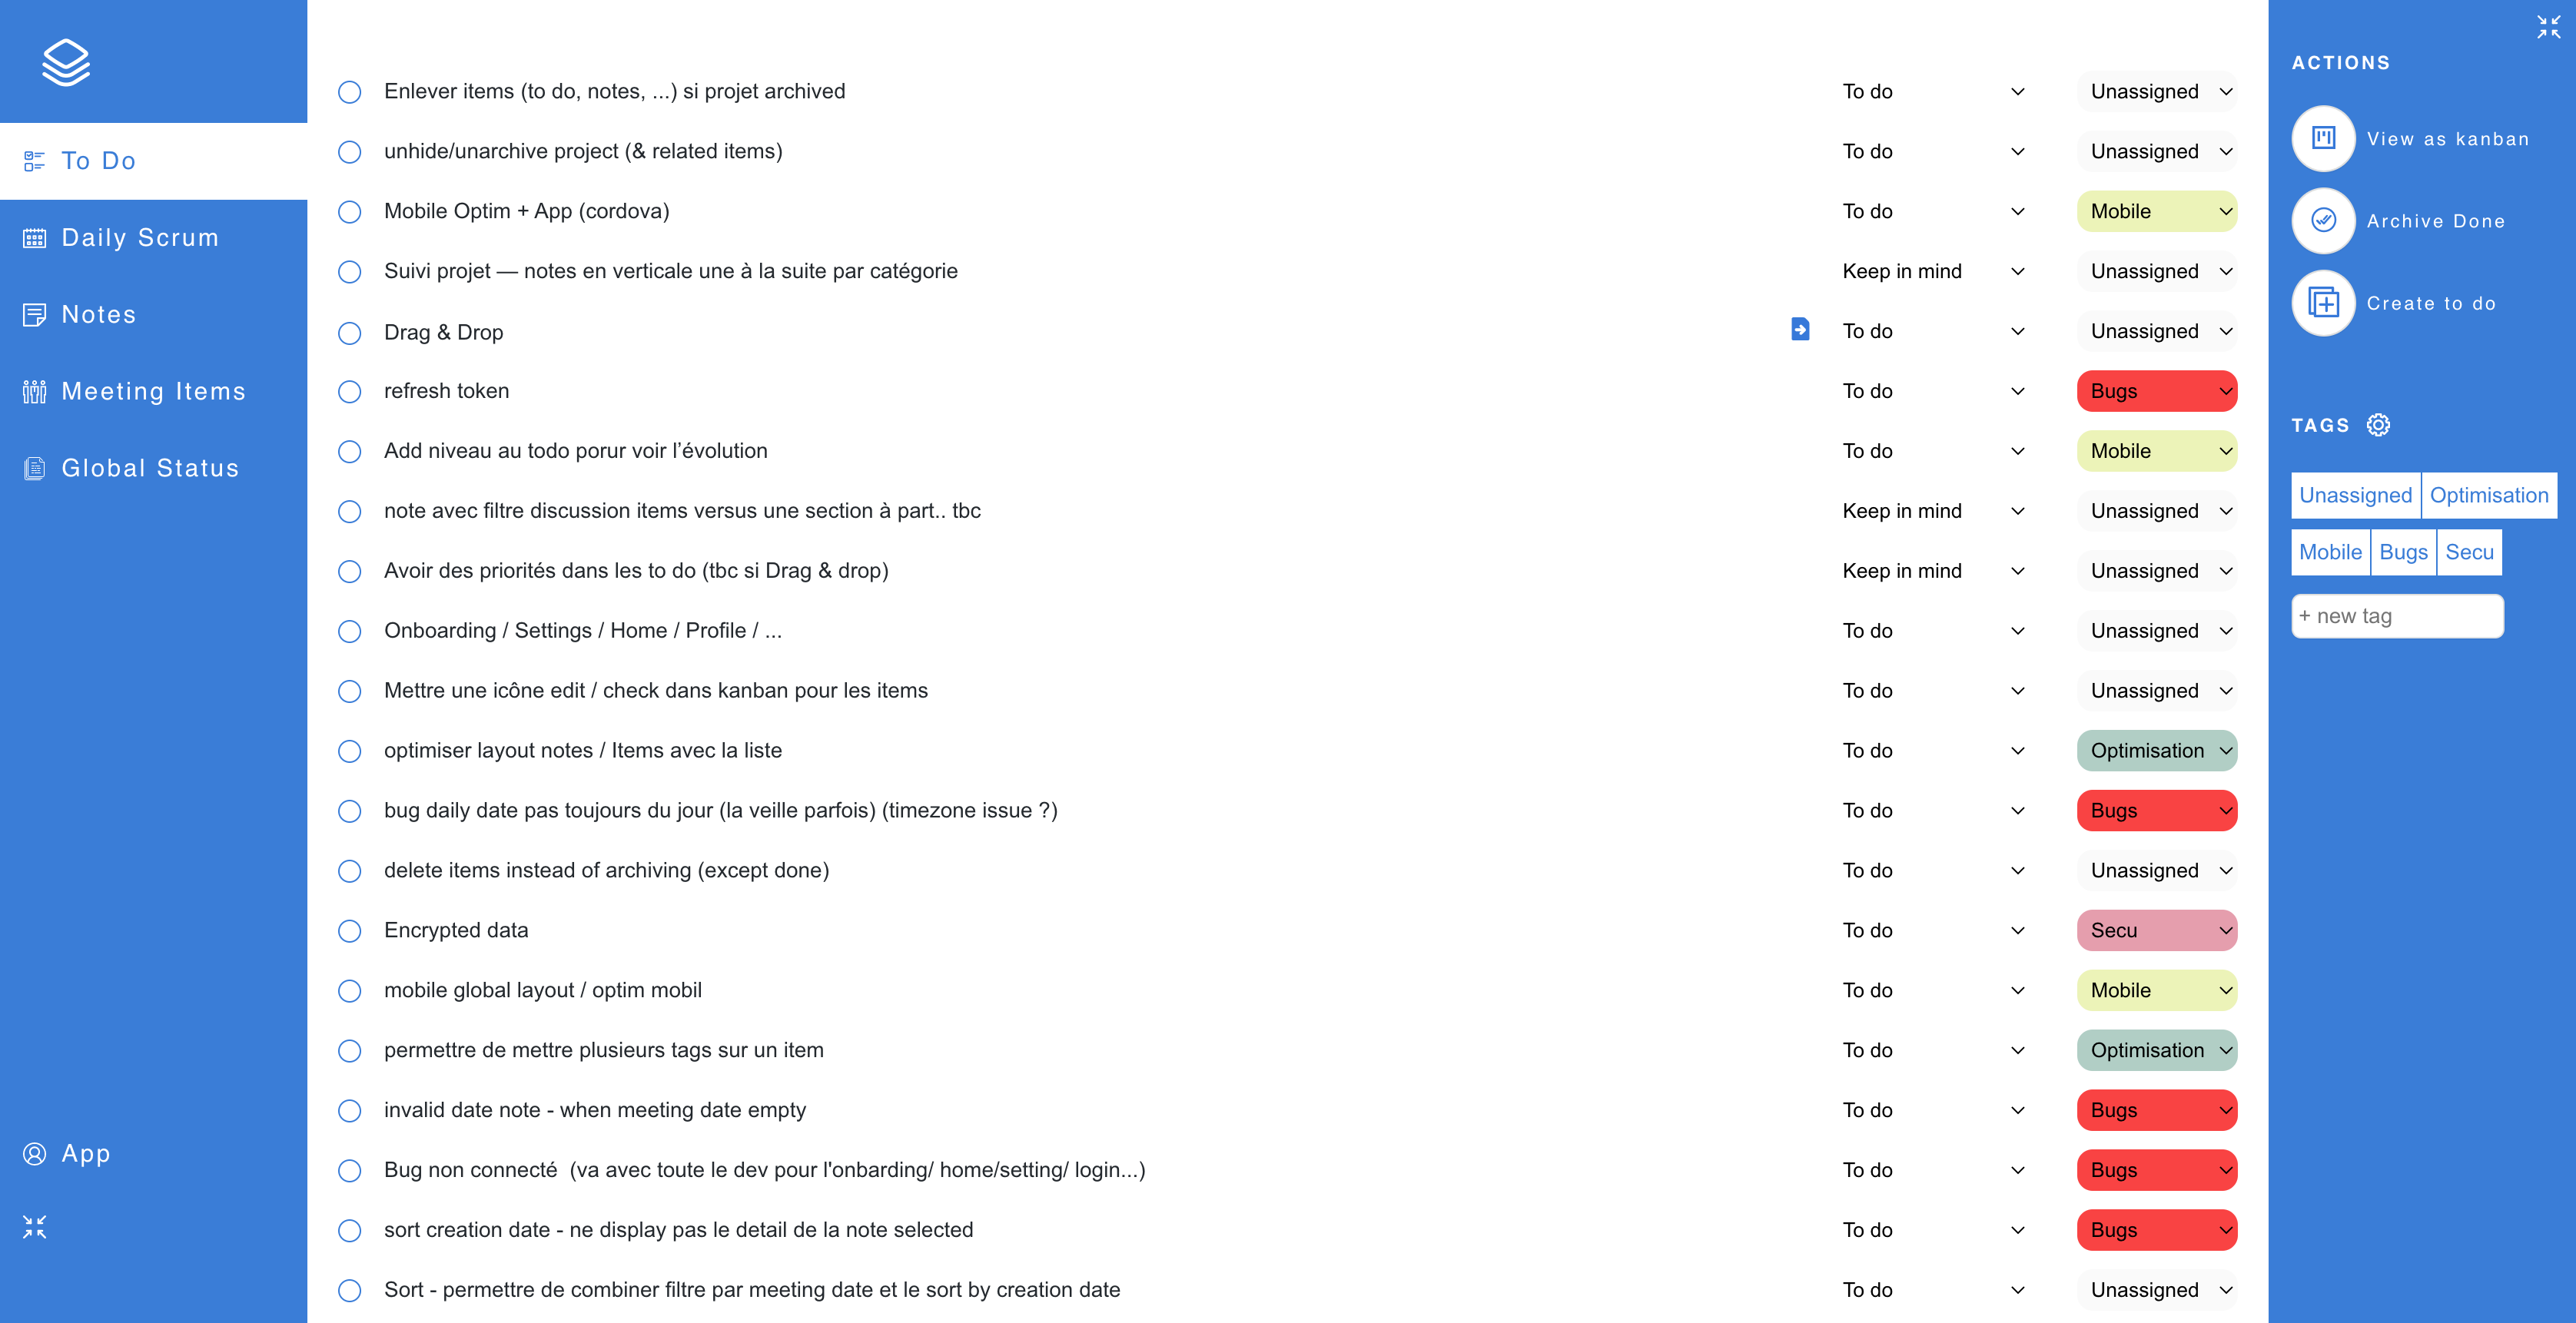 To Do
Daily Scrum
Notes
Meeting Items
Global Status
App
Enlever items (to do, notes, ...) si projet archived To do Unassigned
unhide/unarchive project (& related items) To do Unassigned
Mobile Optim + App (cordova) To do Mobile
Suivi projet — notes en verticale une à la suite par catégorie Keep in mind Unassigned
Drag & Drop To do Unassigned
refresh token To do Bugs
Add niveau au todo porur voir l’évolution To do Mobile
note avec filtre discussion items versus une section à part.. tbc Keep in mind Unassigned
Avoir des priorités dans les to do (tbc si Drag & drop) Keep in mind Unassigned
Onboarding / Settings / Home / Profile / ... To do Unassigned
Mettre une icône edit / check dans kanban pour les items To do Unassigned
optimiser layout notes / Items avec la liste To do Optimisation
bug daily date pas toujours du jour (la veille parfois) (timezone issue ?) To do Bugs
delete items instead of archiving (except done) To do Unassigned
Encrypted data To do Secu
mobile global layout / optim mobil To do Mobile
permettre de mettre plusieurs tags sur un item To do Optimisation
invalid date note - when meeting date empty To do Bugs
Bug non connecté  (va avec toute le dev pour l'onbarding/ home/setting/ login...) To do Bugs
sort creation date - ne display pas le detail de la note selected To do Bugs
Sort - permettre de combiner filtre par meeting date et le sort by creation date To do Unassigned
ACTIONS
View as kanban
Archive Done
Create to do
TAGS
Unassigned Optimisation
Mobile Bugs Secu
+ new tag